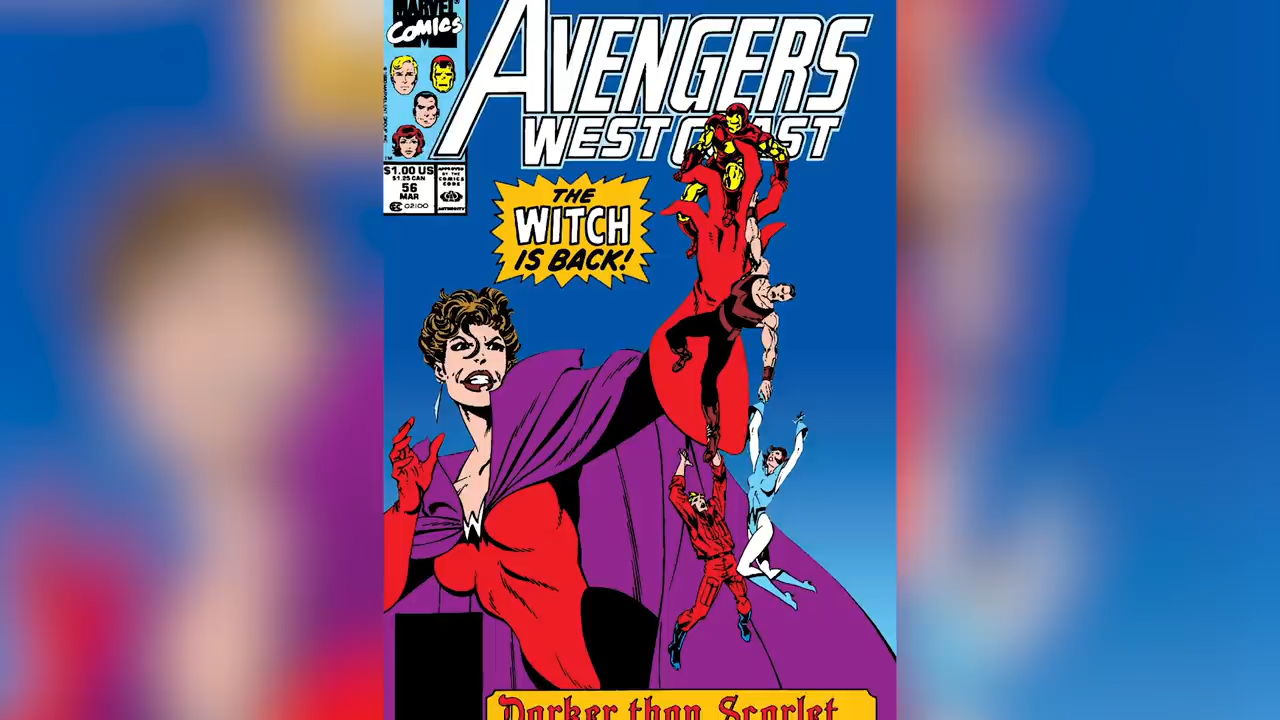 MARVEL
COMICS
AVENGERS
WEST COAST
$1.00 US
$1.25 CAN
56
MAR
02100
APPROVED
BY THE
COMICS
CODE
AUTHORITY
THE
WITCH
IS BACK!
Darker than Scarlet